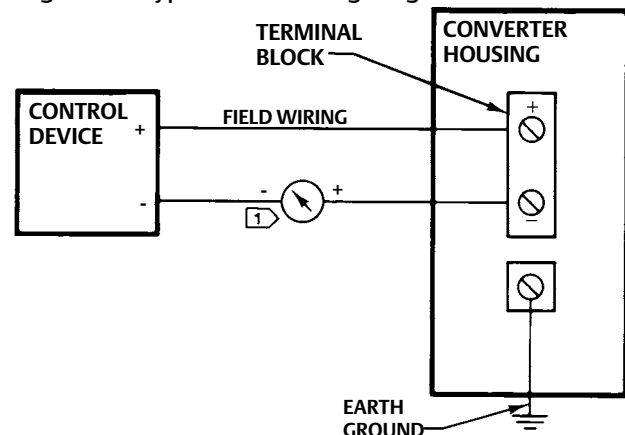 TERMINAL
BLOCK
CONVERTER
HOUSING
CONTROL
DEVICE
+
FIELD WIRING
+
-
-
+
1
-
EARTH
GROUND